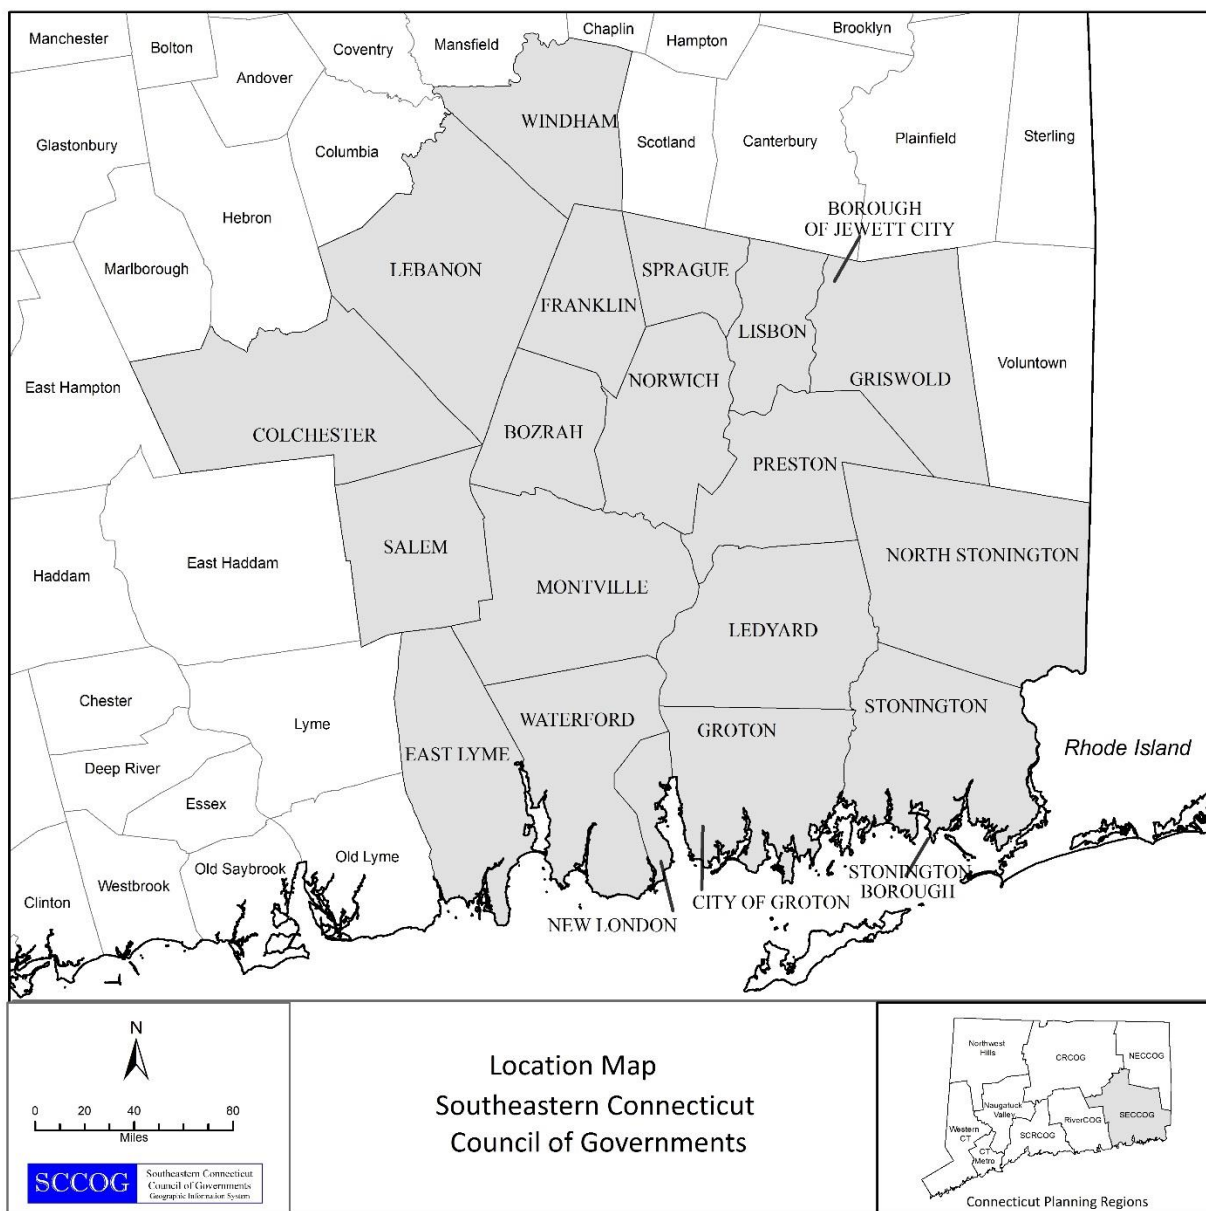 Manchester
Bolton
Coventry
Mansfield
Chaplin
Hampton
Brooklyn
Andover
WINDHAM
Glastonbury
Columbia
Scotland
Canterbury
Plainfield
Sterling
Hebron
BOROUGH
OF JEWETT CITY
Marlborough
LEBANON
SPRAGUE
FRANKLIN
LISBON
Voluntown
East Hampton
NORWICH
GRISWOLD
COLCHESTER
BOZRAH
PRESTON
SALEM
NORTH STONINGTON
Haddam
East Haddam
MONTVILLE
LEDYARD
Chester
Lyme
WATERFORD
GROTON
STONINGTON
EAST LYME
Rhode Island
Deep River
Essex
Old Saybrook
Old Lyme
Westbrook
Clinton
STONINGTON
BOROUGH
CITY OF GROTON
NEW LONDON
N
0 20 40 80
Miles
SCCOG
Southeastern Connecticut
Council of Governments
Geographic Information System
Location Map
Southeastern Connecticut
Council of Governments
Northwest
Hills
CRCOG
NECCOG
Naugatuck
Valley
Western
CT
SCRCOG
RiverCOG
SECCOG
CT
Metro
Connecticut Planning Regions